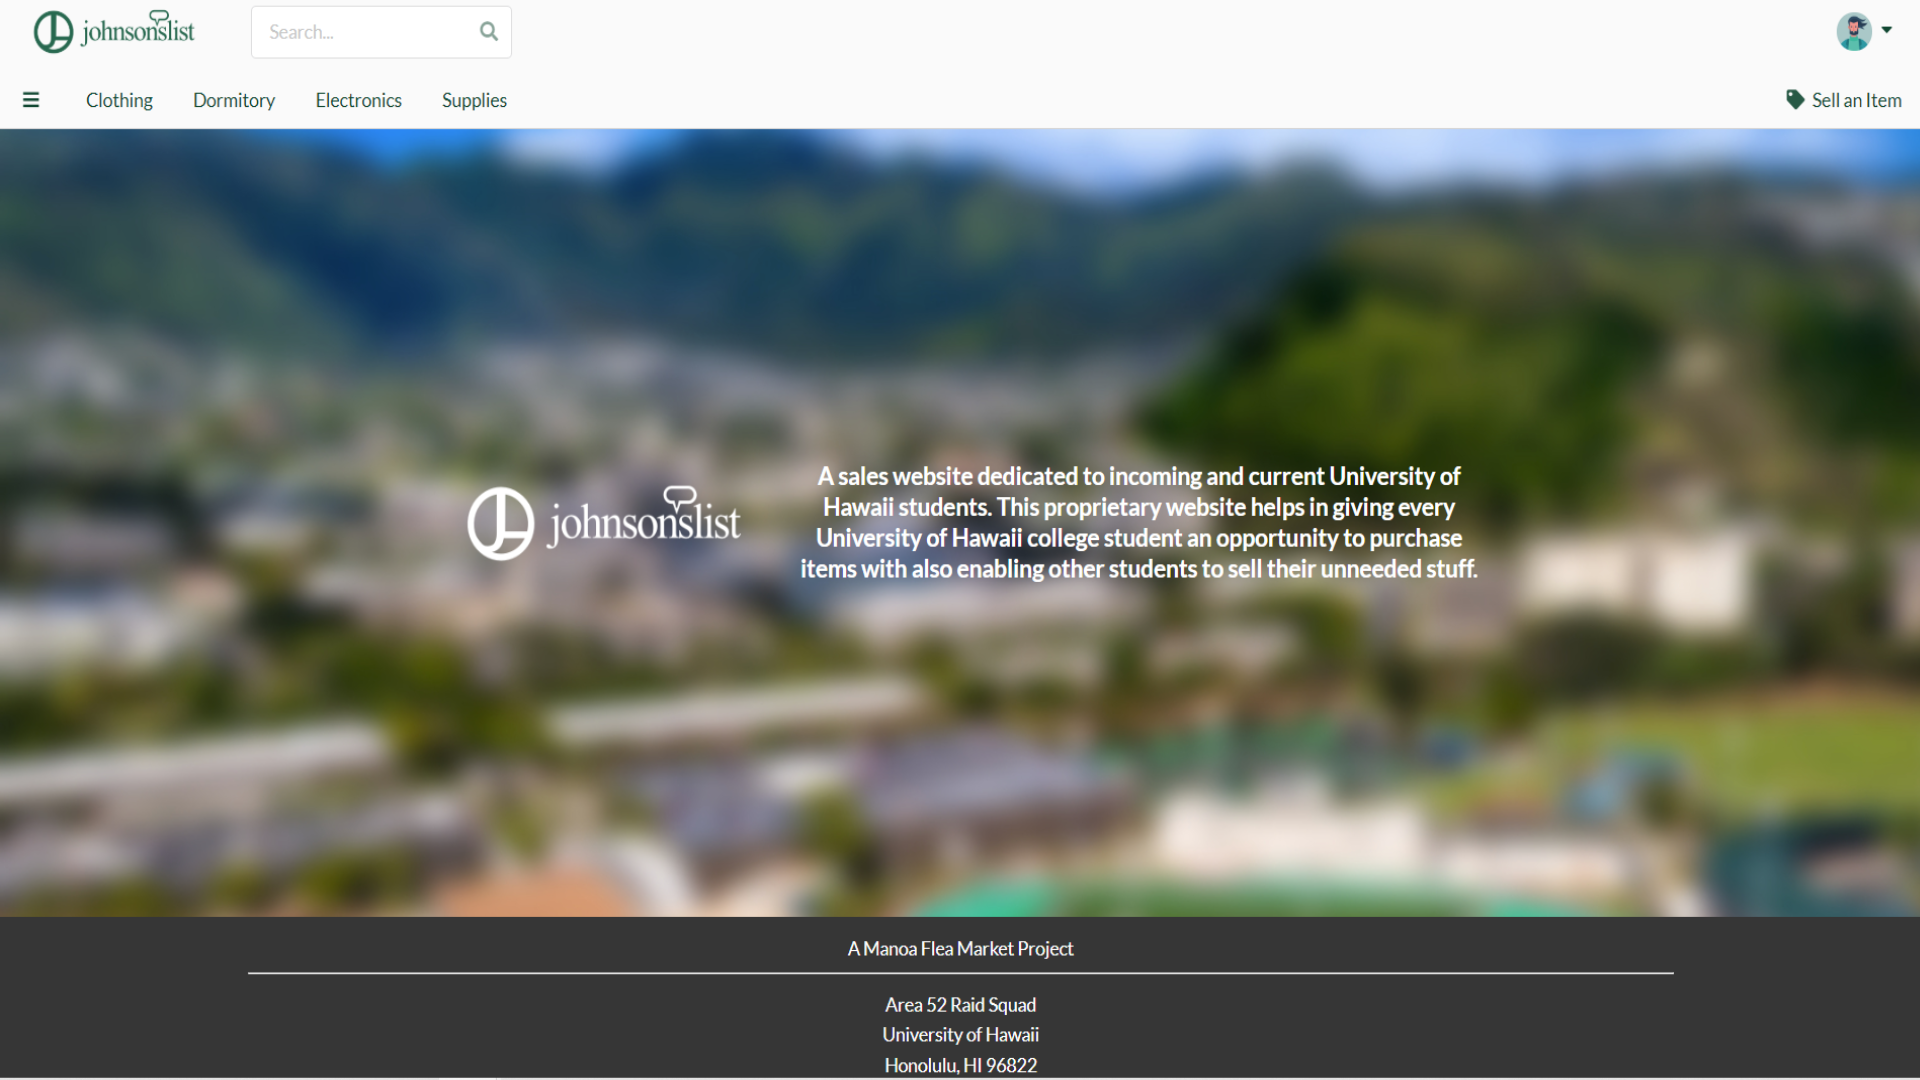 johnsonslist
Search...
Clothing
Dormitory
Electronics
Supplies
Sell an Item
johnsonslist
A sales website dedicated to incoming and current University of
Hawaii students. This proprietary website helps in giving every
University of Hawaii college student an opportunity to purchase
items with also enabling other students to sell their unneeded stuff.
A Manoa Flea Market Project
Area 52 Raid Squad
University of Hawaii
Honolulu, HI 96822